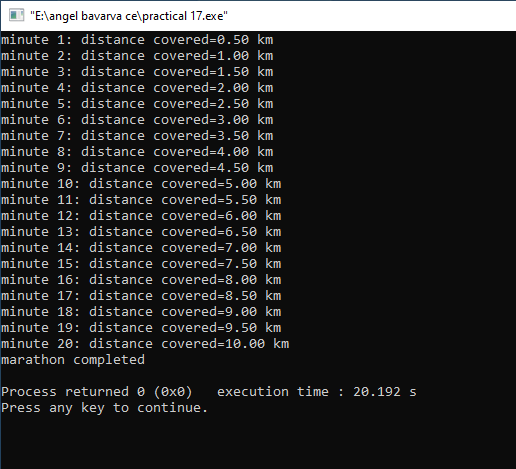 "E:\angel bavarva ce\practical 17.exe"
minute 1: distance covered=0.50 km
minute 2: distance covered=1.00 km
minute 3: distance covered=1.50 km
minute 4: distance covered=2.00 km
minute 5: distance covered=2.50 km
minute 6: distance covered=3.00 km
minute 7: distance covered=3.50 km
minute 8: distance covered=4.00 km
minute 9: distance covered=4.50 km
minute 10: distance covered=5.00 km
minute 11: distance covered=5.50 km
minute 12: distance covered=6.00 km
minute 13: distance covered=6.50 km
minute 14: distance covered=7.00 km
minute 15: distance covered=7.50 km
minute 16: distance covered=8.00 km
minute 17: distance covered=8.50 km
minute 18: distance covered=9.00 km
minute 19: distance covered=9.50 km
minute 20: distance covered=10.00 km
marathon completed
Process returned 0 (0x0)   execution time : 20.192 s
Press any key to continue.